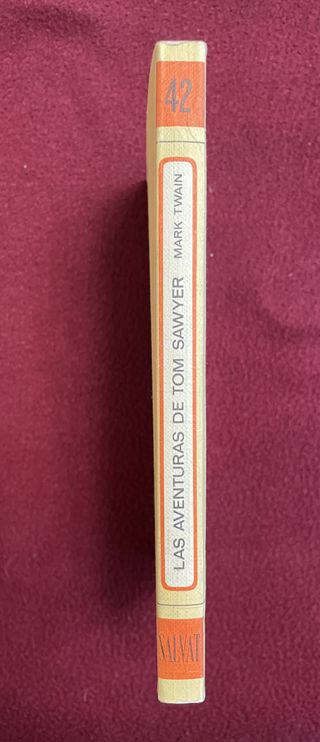 42
LAS AVENTURAS DE TOM SAWYER MARK TWAIN
SALVAT